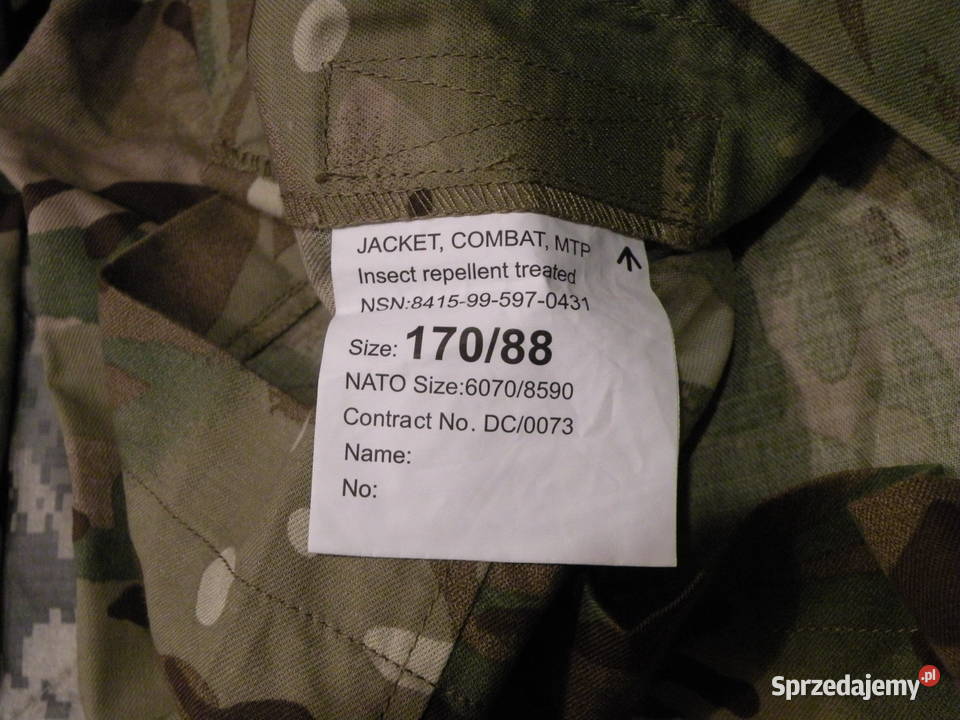 JACKET, COMBAT, MTP
Insect repellent treated
NSN:8415-99-597-0431
Size: 170/88
NATO Size:6070/8590
Contract No. DC/0073
Name:
No:
Sprzedajemy.pl